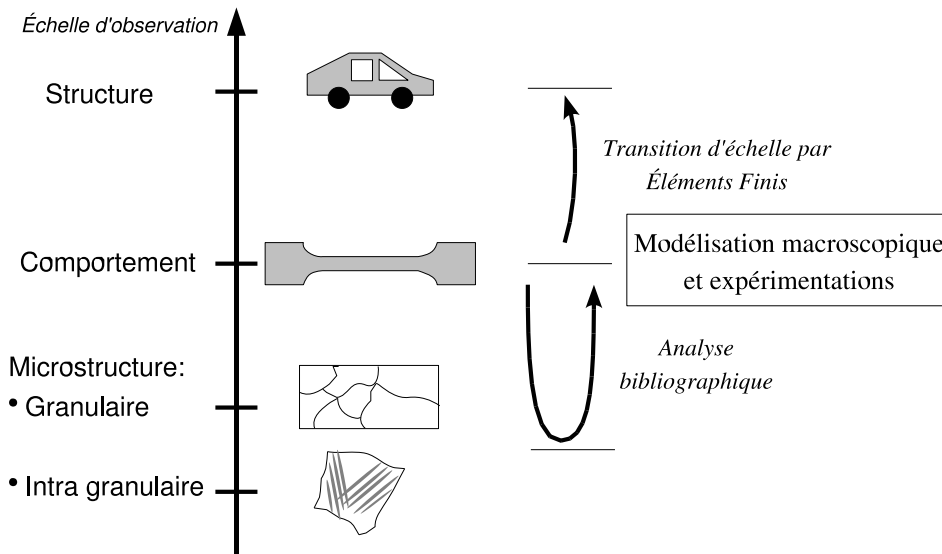 Échelle d'observation
Structure
Transition d'échelle par
Éléments Finis
Comportement
Modélisation macroscopique
et expérimentations
Microstructure:
• Granulaire
Analyse
bibliographique
• Intra granulaire